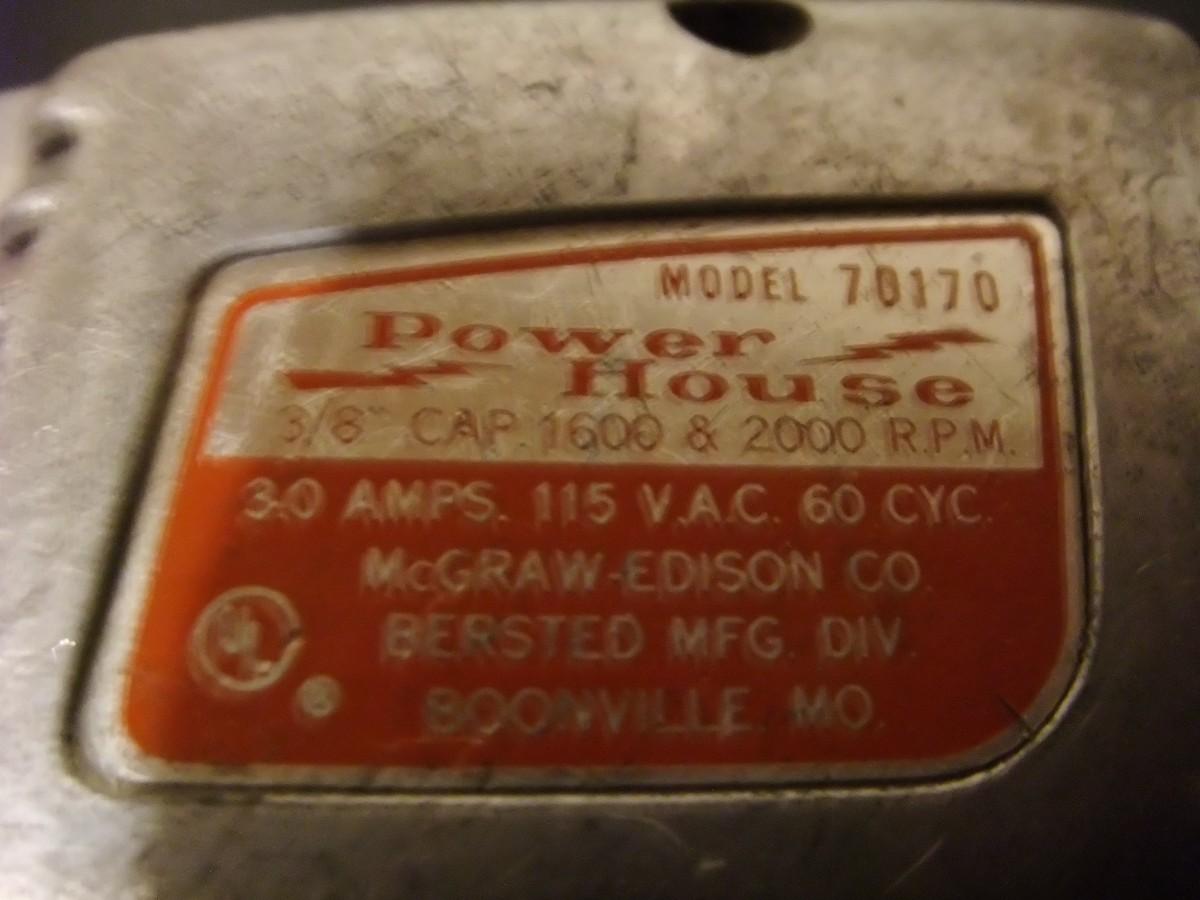 MODEL 70170
Power
House
3/8" CAP. 1600 & 2000 R.P.M.
3.0 AMPS. 115 V.A.C. 60 CYC.
McGRAW-EDISON CO.
BERSTED MFG. DIV.
UL
®
BOONVILLE, MO.